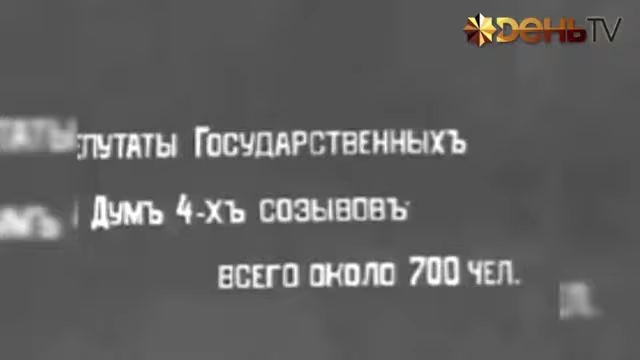 ДЕНЬTV
ЕПУТАТЫ ГОСУДАРСТВЕННЫХЪ
ДУМЪ 4-ХЪ СОЗЫВОВЪ
ВСЕГО ОКОЛО 700 ЧЕЛ.